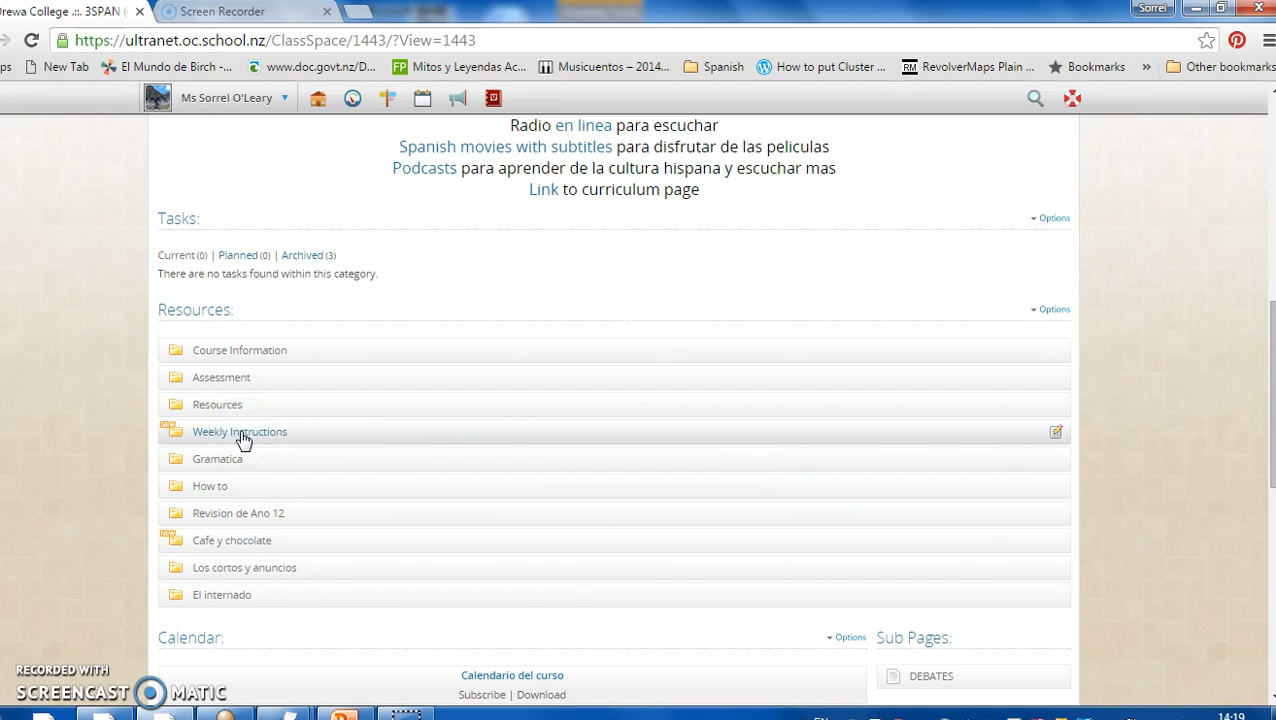 Orewa College .::. 3SPAN (
Screen Recorder
Sorrel
https://ultranet.oc.school.nz/ClassSpace/1443/?View=1443
ps New Tab El Mundo de Birch -... www.doc.govt.nz/D... Mitos y Leyendas Ac... Musicuentos – 2014... Spanish How to put Cluster ... RevolverMaps Plain ... Bookmarks » Other bookmarks
Ms Sorrel O'Leary
Radio en linea para escuchar
Spanish movies with subtitles para disfrutar de las peliculas
Podcasts para aprender de la cultura hispana y escuchar mas
Link to curriculum page
Tasks: Options
Current (0) | Planned (0) | Archived (3)
There are no tasks found within this category.
Resources: Options
Course Information
Assessment
Resources
NEW Weekly Instructions
Gramatica
How to
Revision de Ano 12
NEW Cafe y chocolate
Los cortos y anuncios
El internado
Calendar: Options Sub Pages:
Calendario del curso
DEBATES
Subscribe | Download
RECORDED WITH
SCREENCAST MATIC
EN 14:19